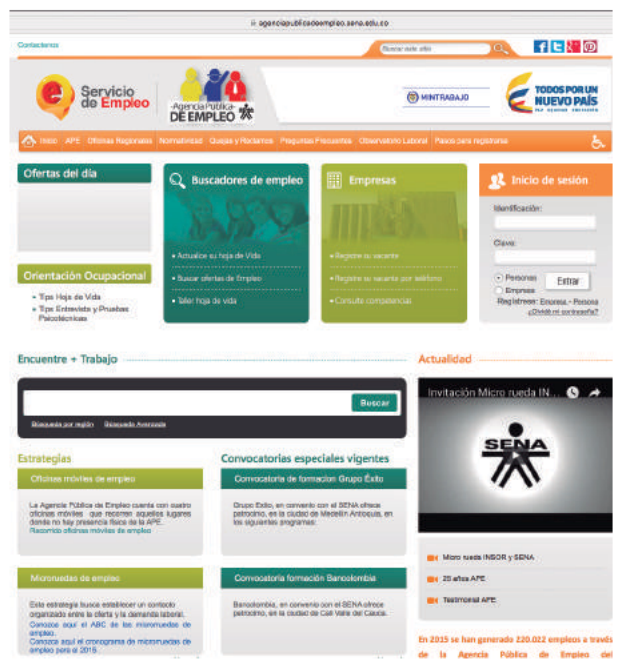 agenciapublicadeempleo.sena.edu.co
Contactenos
Buscar este sitio
Servicio
de Empleo
Agencia Pública
DE EMPLEO
MINTRABAJO
TODOS POR UN
NUEVO PAÍS
PAZ EQUIDAD EDUCACIÓN
Inicio APE Oficinas Regionales Normatividad Quejas y Reclamos Preguntas Frecuentes Observatorio Laboral Pasos para registrarse
Ofertas del día
Orientación Ocupacional
• Tips Hoja de Vida
• Tips Entrevista y Pruebas
Psicotécnicas
Buscadores de empleo
• Actualice su hoja de Vida
• Buscar ofertas de Empleo
• Taller hoja de vida
Empresas
• Registre su vacante
• Registre su vacante por teléfono
• Consulte competencias
Inicio de sesión
Identificación:
Clave:
Personas
Empresa
Entrar
Regístrese: Empresa - Persona
¿Olvidó mi contraseña?
Encuentre + Trabajo
Buscar
Búsqueda por región Búsqueda Avanzada
Estrategias
Oficinas móviles de empleo
La Agencia Pública de Empleo cuenta con cuatro
oficinas móviles que recorren aquellos lugares
donde no hay presencia física de la APE.
Recorrido oficinas móviles de empleo
Microruedas de empleo
Esta estrategia busca establecer un contacto
organizado entre la oferta y la demanda laboral.
Conozca aquí el ABC de las microruedas de
empleo.
Conozca aquí el cronograma de microruedas de
empleo para el 2015
Convocatorias especiales vigentes
Convocatoria de formacion Grupo Éxito
Grupo Éxito, en convenio con el SENA ofrece
patrocinio, en la ciudad de Medellín Antioquia, en
los siguientes programas:
Convocatoria formación Bancolombia
Bancolombia, en convenio con el SENA ofrece
patrocinio, en la ciudad de Cali Valle del Cauca.
Actualidad
Invitación Micro rueda IN...
SENA
Micro rueda INSOR y SENA
25 años APE
Testimonial APE
En 2015 se han generado 220.022 empleos a través
de la Agencia Pública de Empleo del